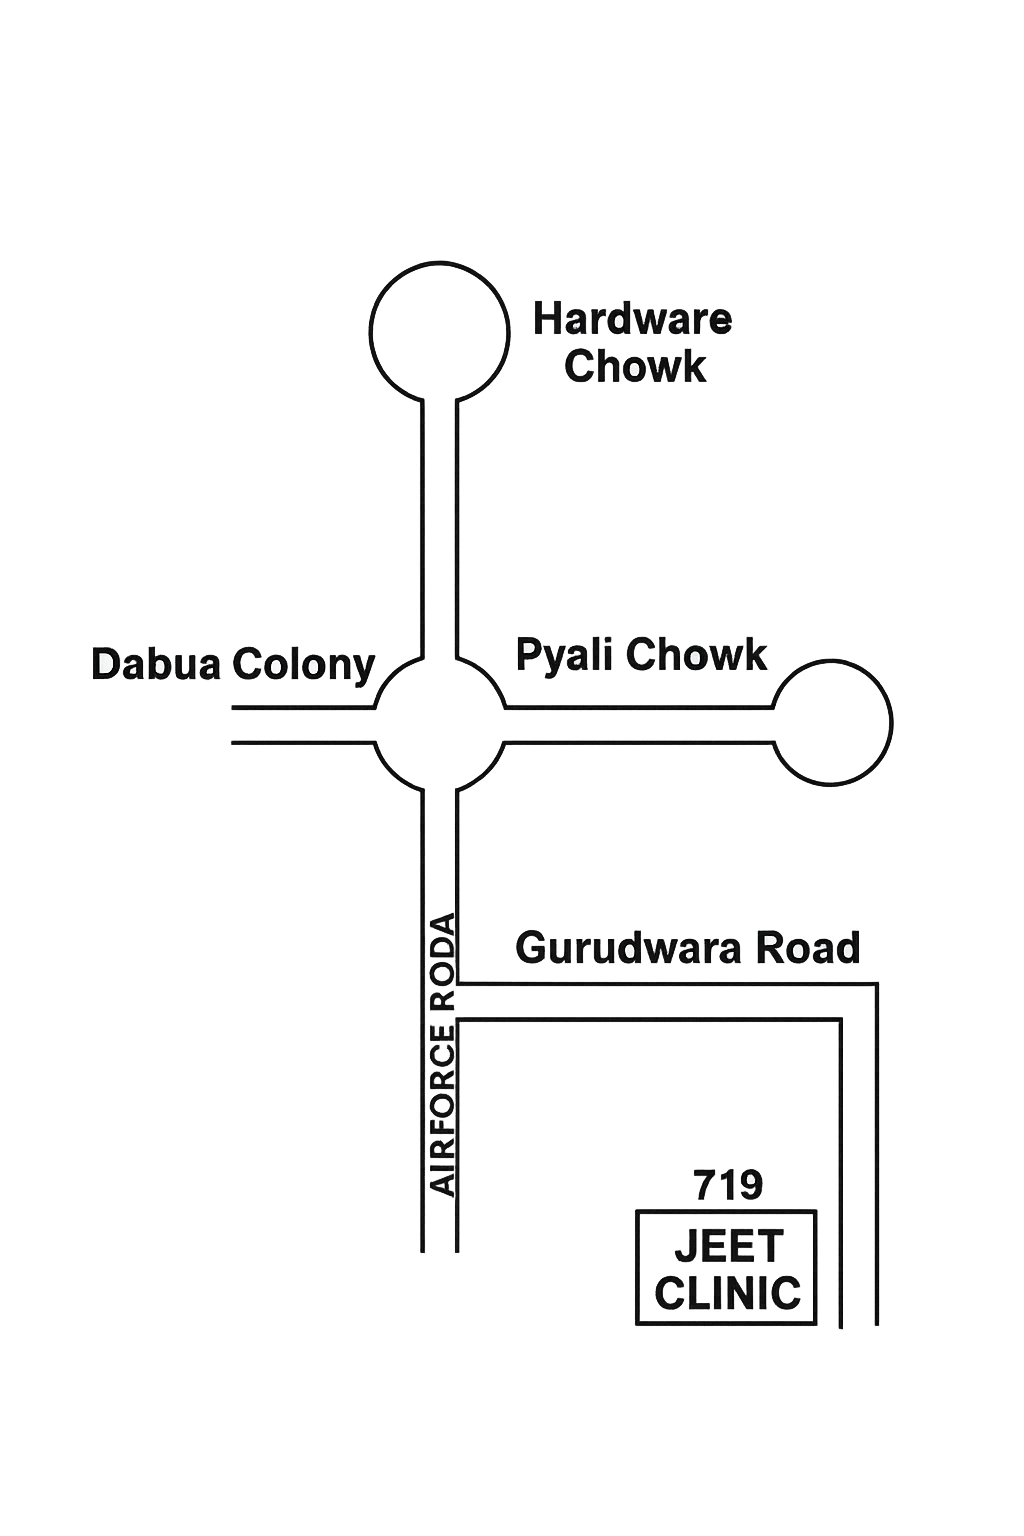 Hardware
Chowk
Dabua Colony
Pyali Chowk
Gurudwara Road
AIRFORCE RODA
719
JEET
CLINIC